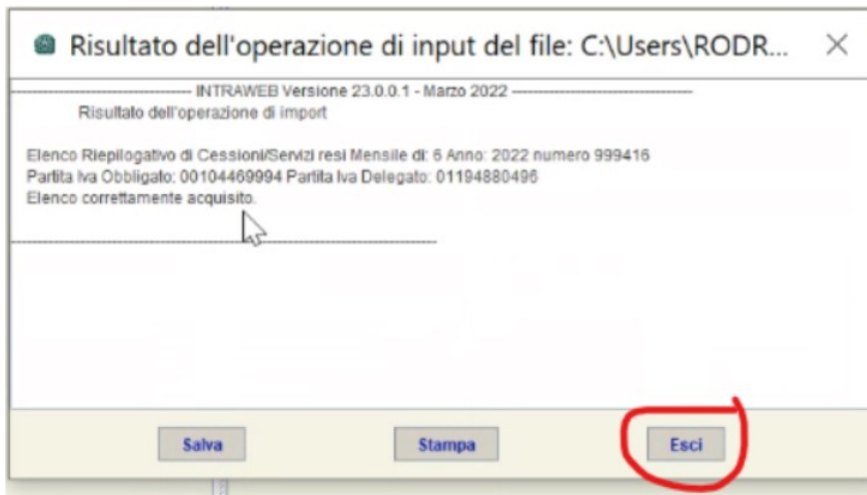 Risultato dell'operazione di input del file: C:\Users\RODR...
INTRAWEB Versione 23.0.0.1 - Marzo 2022
Risultato dell'operazione di import
Elenco Riepilogativo di Cessioni/Servizi resi Mensile di: 6 Anno: 2022 numero 999416
Partita Iva Obbligato: 00104469994 Partita Iva Delegato: 01194880496
Elenco correttamente acquisito.
Salva Stampa Esci